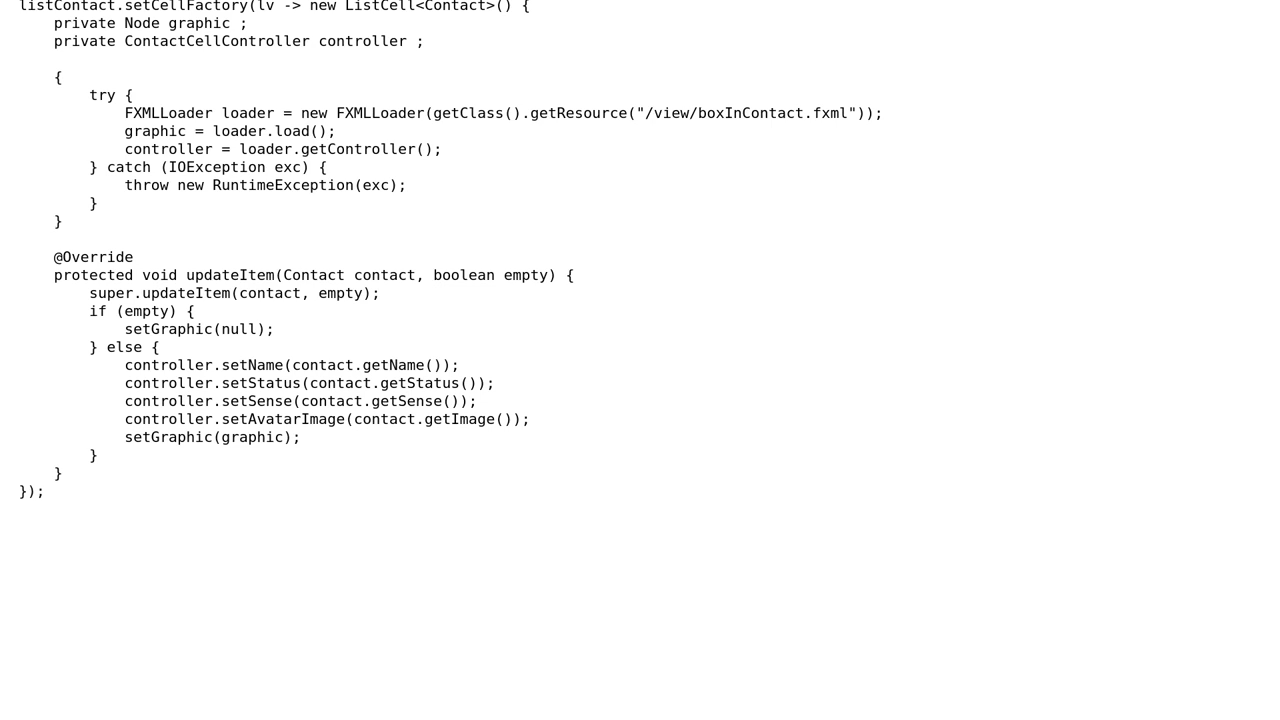 listContact.setCellFactory(lv -> new ListCell<Contact>() {
    private Node graphic ;
    private ContactCellController controller ;

    {
        try {
            FXMLLoader loader = new FXMLLoader(getClass().getResource("/view/boxInContact.fxml"));
            graphic = loader.load();
            controller = loader.getController();
        } catch (IOException exc) {
            throw new RuntimeException(exc);
        }
    }

    @Override
    protected void updateItem(Contact contact, boolean empty) {
        super.updateItem(contact, empty);
        if (empty) {
            setGraphic(null);
        } else {
            controller.setName(contact.getName());
            controller.setStatus(contact.getStatus());
            controller.setSense(contact.getSense());
            controller.setAvatarImage(contact.getImage());
            setGraphic(graphic);
        }
    }
});